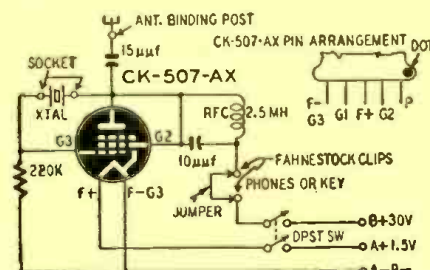 ANT. BINDING POST
15μμf
CK-507-AX PIN ARRANGEMENT
DOT
SOCKET
CK-507-AX
XTAL
RFC
2.5 MH
F-
G3
G1
F+
G2
P
G3
G2
10μμf
220K
FAHNESTOCK CLIPS
F+
F-G3
PHONES OR KEY
JUMPER
B+30V
DPST SW
A+1.5V
A-B-